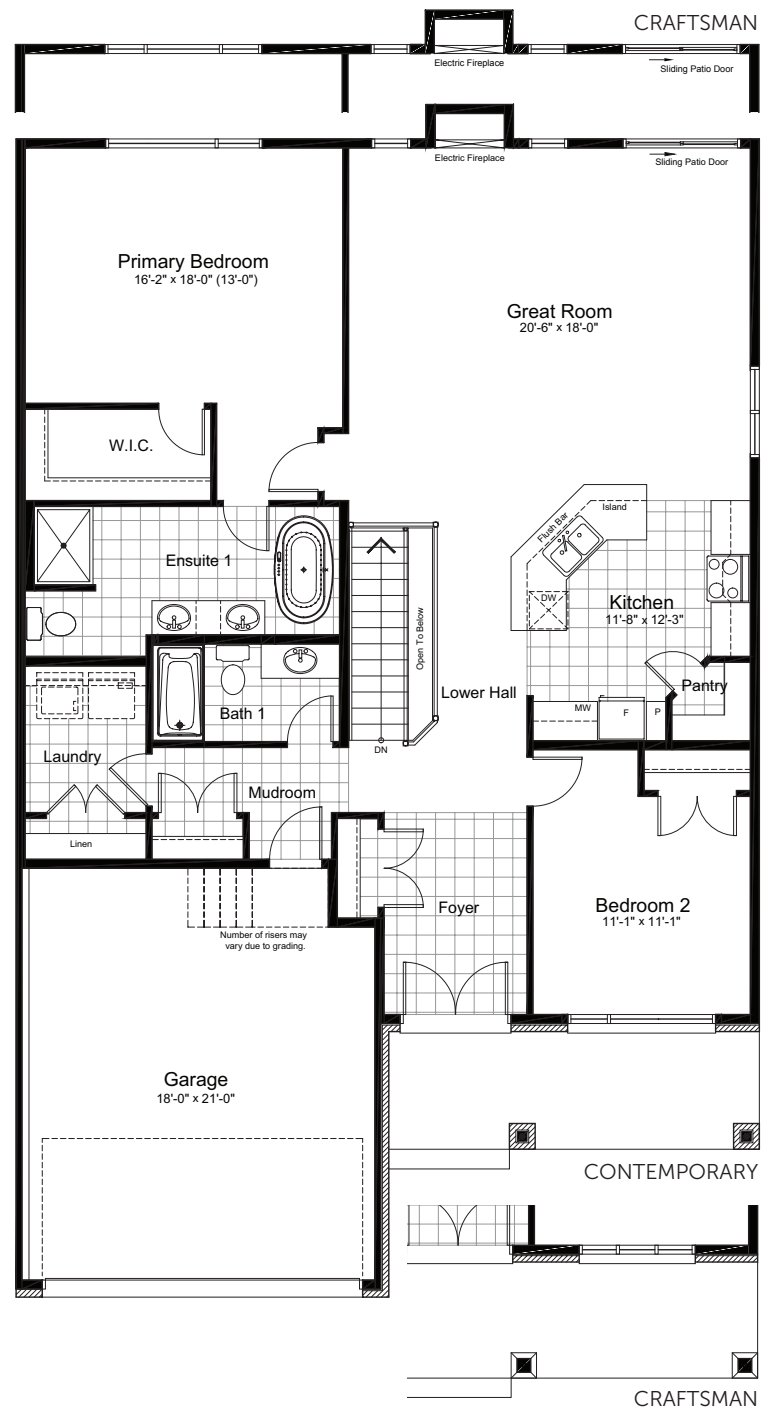 CRAFTSMAN
Electric Fireplace
Sliding Patio Door
Electric Fireplace
Sliding Patio Door
Primary Bedroom
16'-2" x 18'-0" (13'-0")
Great Room
20'-6" x 18'-0"
W.I.C.
Island
Flush Bar
Ensuite 1
DW
Kitchen
11'-8" x 12'-3"
Open To Below
Pantry
Lower Hall
MW
F
P
Bath 1
DN
Laundry
Mudroom
Linen
Foyer
Bedroom 2
11'-1" x 11'-1"
Number of risers may
vary due to grading.
Garage
18'-0" x 21'-0"
CONTEMPORARY
CRAFTSMAN